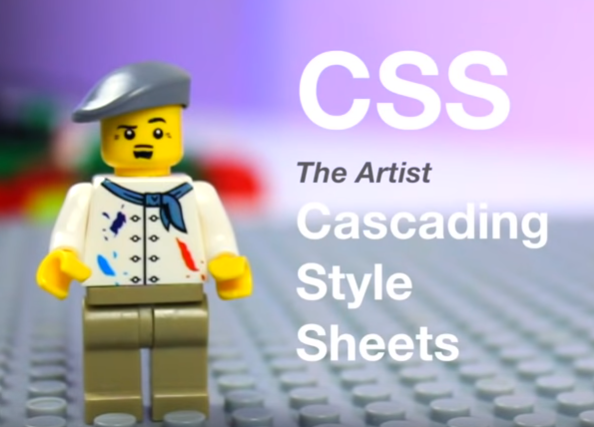 CSS
The Artist
Cascading
Style
Sheets